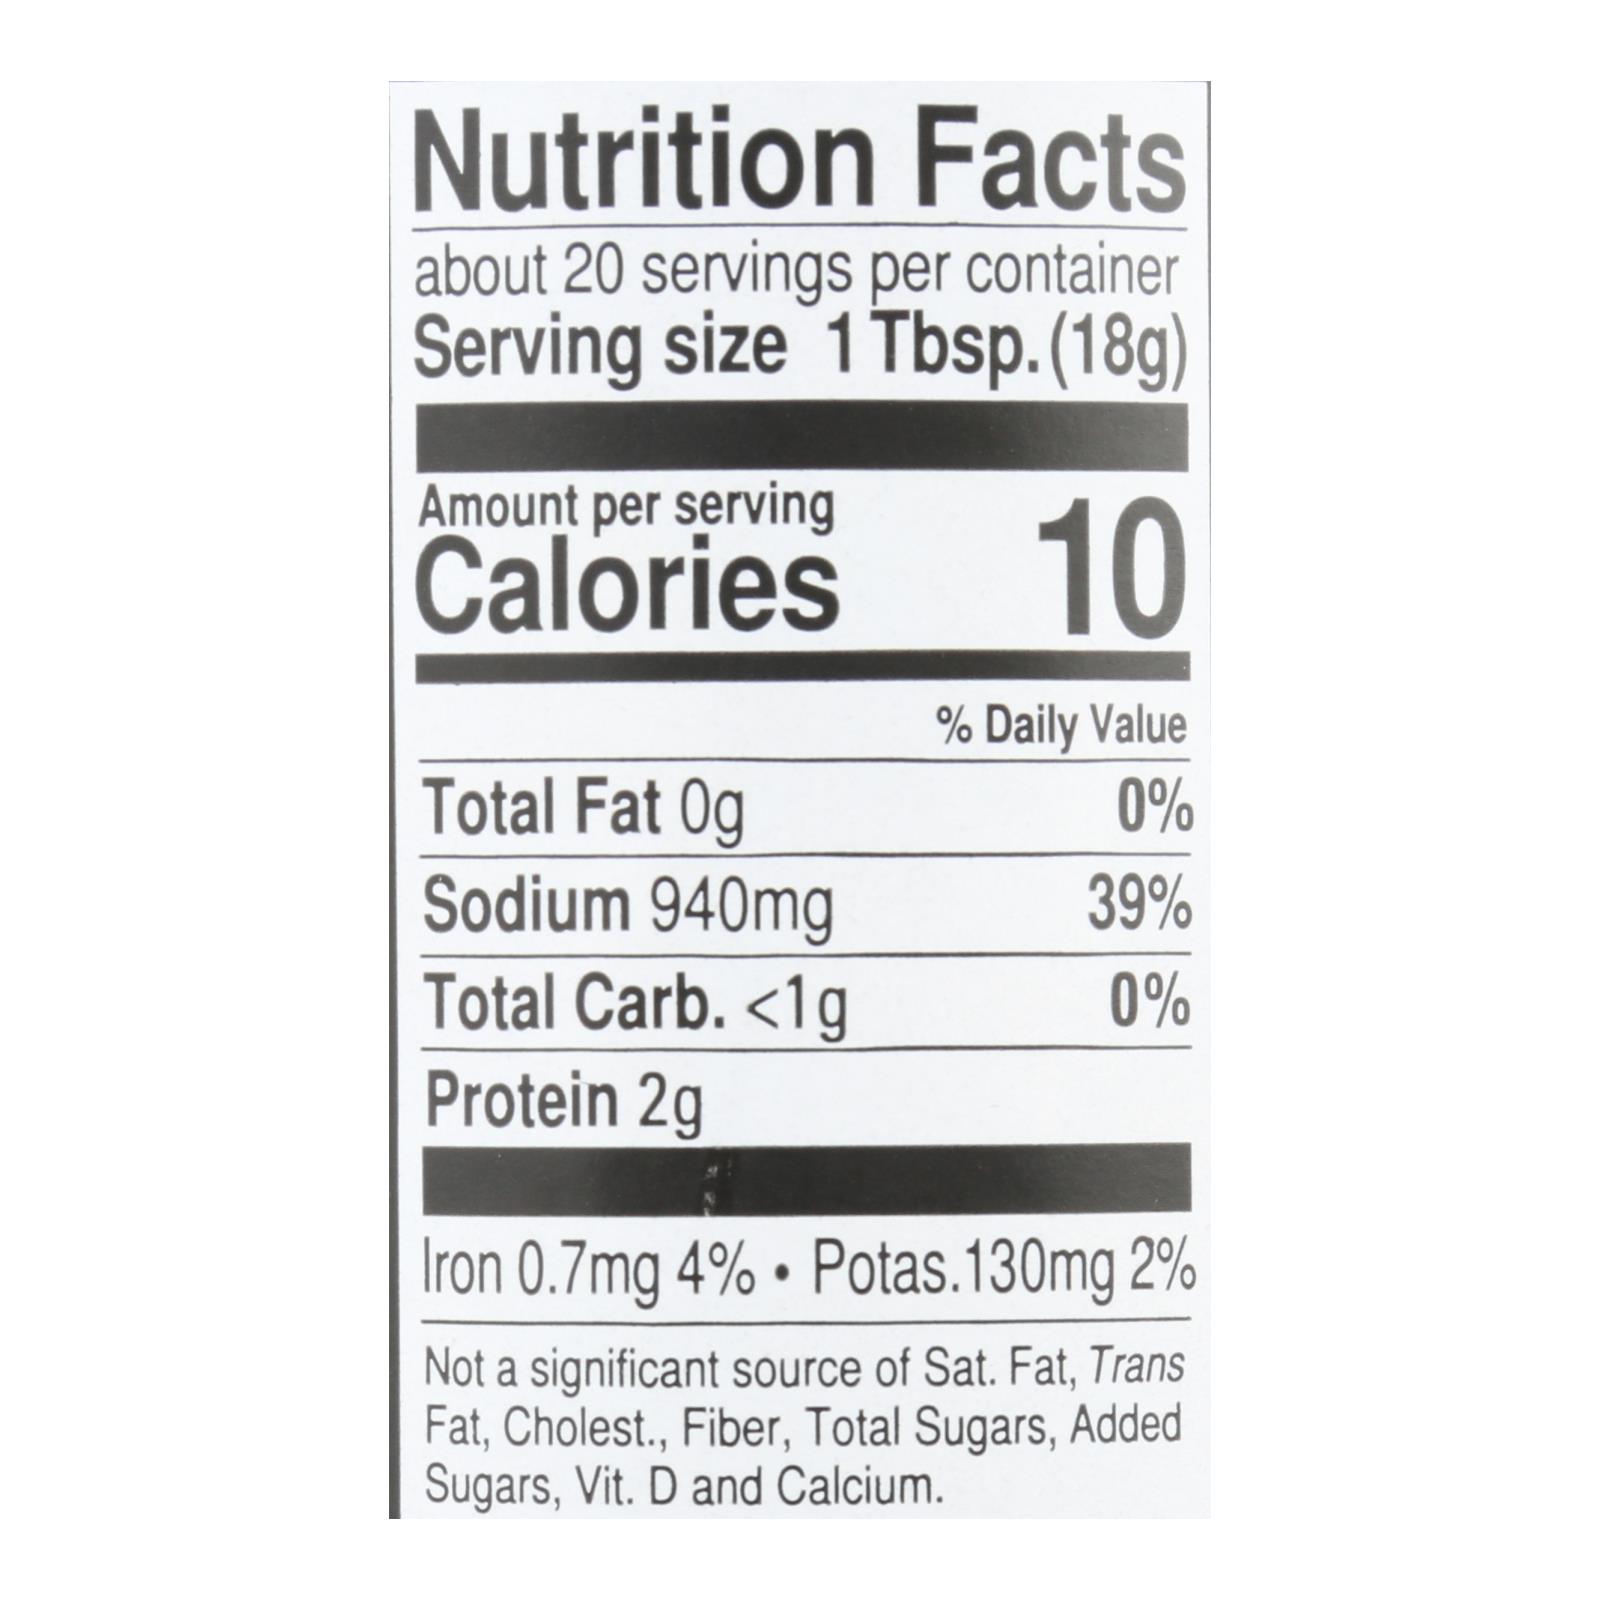 Nutrition Facts
about 20 servings per container
Serving size 1 Tbsp. (18g)
Amount per serving
Calories 10
% Daily Value
Total Fat 0g 0%
Sodium 940mg 39%
Total Carb. <1g 0%
Protein 2g
Iron 0.7mg 4% • Potas.130mg 2%
Not a significant source of Sat. Fat, Trans
Fat, Cholest., Fiber, Total Sugars, Added
Sugars, Vit. D and Calcium.